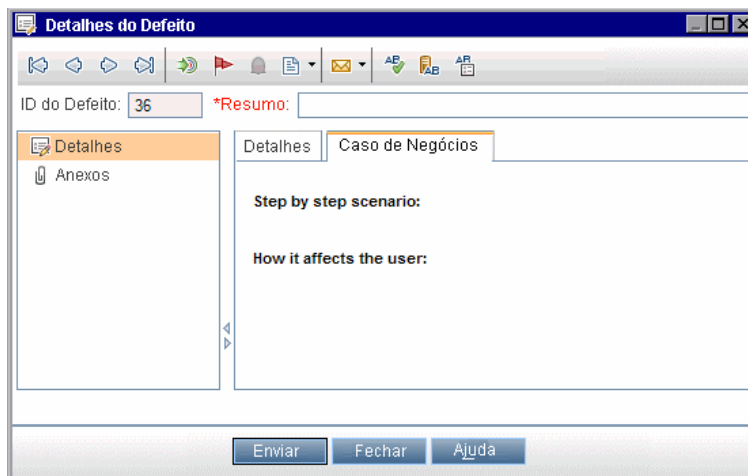 Detalhes do Defeito
ID do Defeito: 36 *Resumo:
Detalhes
Anexos
Detalhes Caso de Negócios
Step by step scenario:
How it affects the user:
Enviar Fechar Ajuda